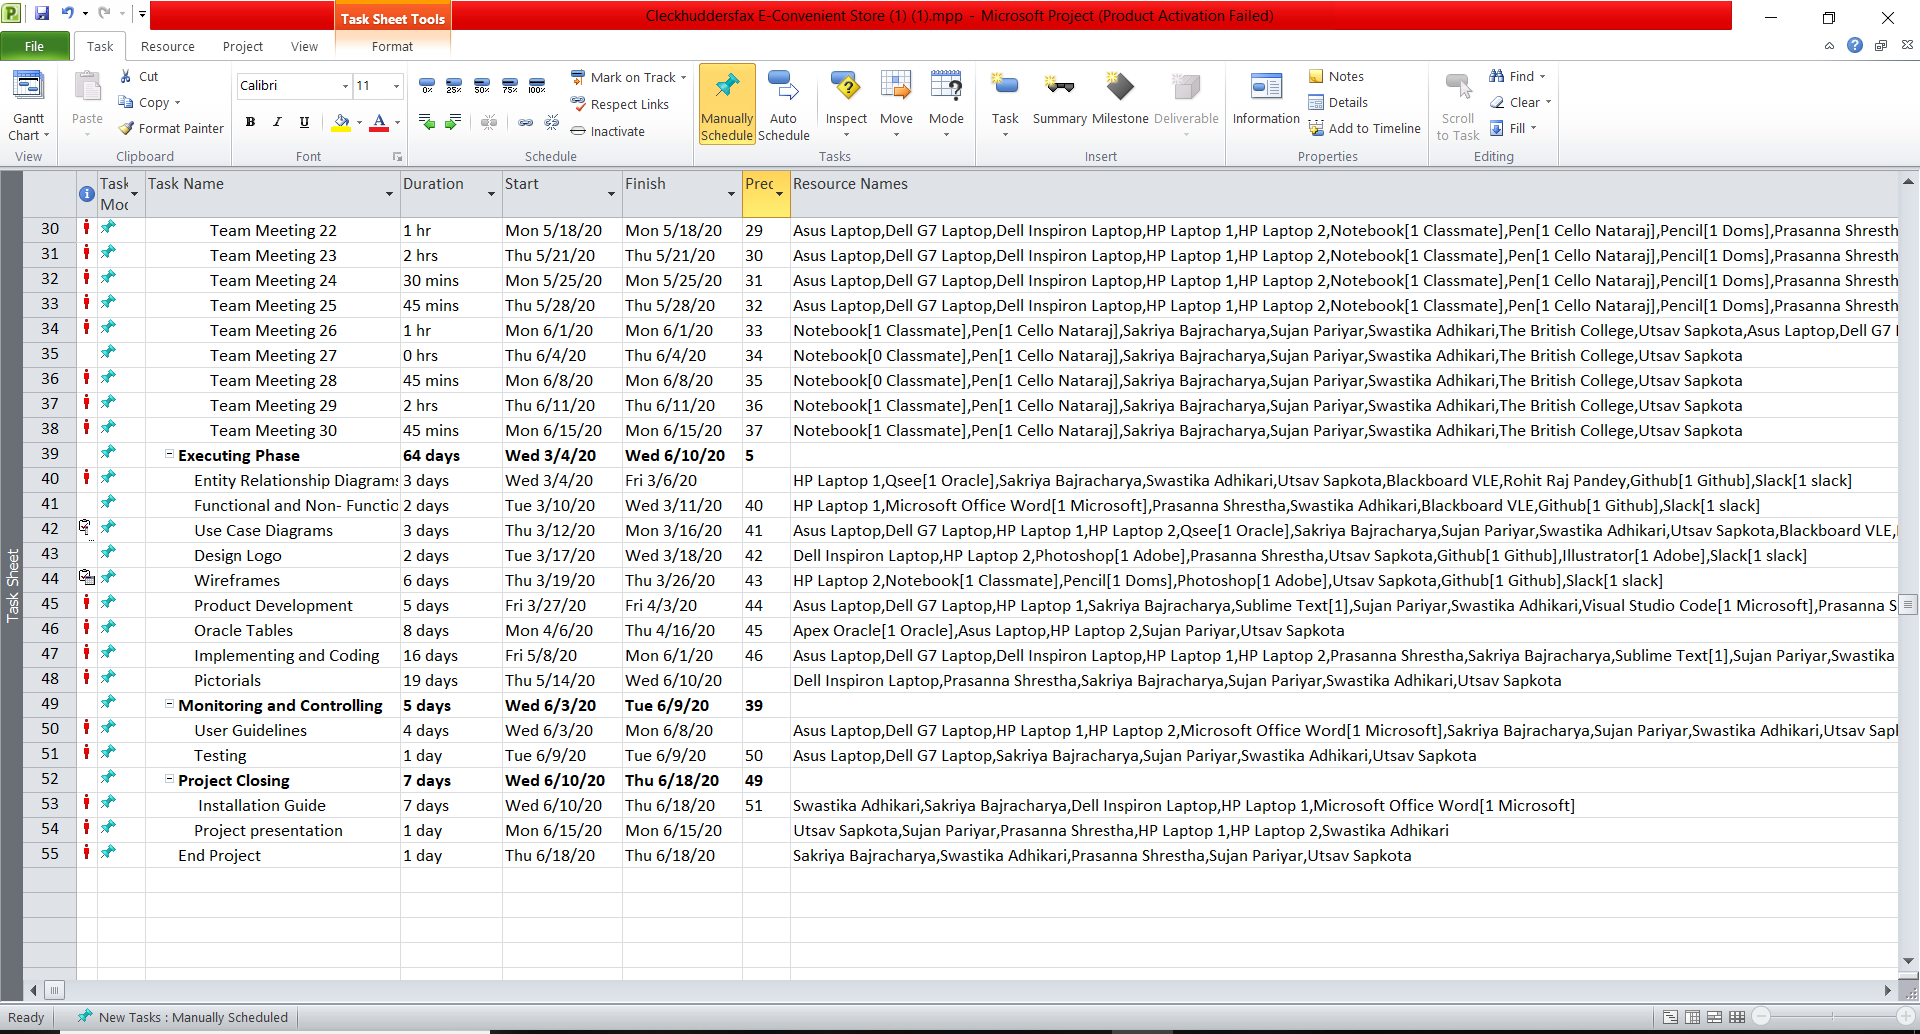 Task Sheet Tools
Cleckhuddersfax E-Convenient Store (1) (1).mpp - Microsoft Project (Product Activation Failed)
File Task Resource Project View Format
Gantt Chart
View
Paste
Cut
Copy
Format Painter
Clipboard
Calibri 11
B I U A
Font
0% 25% 50% 75% 100%
Mark on Track
Respect Links
Inactivate
Schedule
Manually Schedule
Auto Schedule
Inspect
Move
Mode
Tasks
Task
Summary
Milestone
Deliverable
Insert
Information
Notes
Details
Add to Timeline
Properties
Scroll to Task
Find
Clear
Fill
Editing
Task Mod Task Name Duration Start Finish Prec Resource Names
30 Team Meeting 22 1 hr Mon 5/18/20 Mon 5/18/20 29 Asus Laptop,Dell G7 Laptop,Dell Inspiron Laptop,HP Laptop 1,HP Laptop 2,Notebook[1 Classmate],Pen[1 Cello Nataraj],Pencil[1 Doms],Prasanna Shresth
31 Team Meeting 23 2 hrs Thu 5/21/20 Thu 5/21/20 30 Asus Laptop,Dell G7 Laptop,Dell Inspiron Laptop,HP Laptop 1,HP Laptop 2,Notebook[1 Classmate],Pen[1 Cello Nataraj],Pencil[1 Doms],Prasanna Shresth
32 Team Meeting 24 30 mins Mon 5/25/20 Mon 5/25/20 31 Asus Laptop,Dell G7 Laptop,Dell Inspiron Laptop,HP Laptop 1,HP Laptop 2,Notebook[1 Classmate],Pen[1 Cello Nataraj],Pencil[1 Doms],Prasanna Shresth
33 Team Meeting 25 45 mins Thu 5/28/20 Thu 5/28/20 32 Asus Laptop,Dell G7 Laptop,Dell Inspiron Laptop,HP Laptop 1,HP Laptop 2,Notebook[1 Classmate],Pen[1 Cello Nataraj],Pencil[1 Doms],Prasanna Shresth
34 Team Meeting 26 1 hr Mon 6/1/20 Mon 6/1/20 33 Notebook[1 Classmate],Pen[1 Cello Nataraj],Sakriya Bajracharya,Sujan Pariyar,Swastika Adhikari,The British College,Utsav Sapkota,Asus Laptop,Dell G7
35 Team Meeting 27 0 hrs Thu 6/4/20 Thu 6/4/20 34 Notebook[0 Classmate],Pen[1 Cello Nataraj],Sakriya Bajracharya,Sujan Pariyar,Swastika Adhikari,The British College,Utsav Sapkota
36 Team Meeting 28 45 mins Mon 6/8/20 Mon 6/8/20 35 Notebook[0 Classmate],Pen[1 Cello Nataraj],Sakriya Bajracharya,Sujan Pariyar,Swastika Adhikari,The British College,Utsav Sapkota
37 Team Meeting 29 2 hrs Thu 6/11/20 Thu 6/11/20 36 Notebook[1 Classmate],Pen[1 Cello Nataraj],Sakriya Bajracharya,Sujan Pariyar,Swastika Adhikari,The British College,Utsav Sapkota
38 Team Meeting 30 45 mins Mon 6/15/20 Mon 6/15/20 37 Notebook[1 Classmate],Pen[1 Cello Nataraj],Sakriya Bajracharya,Sujan Pariyar,Swastika Adhikari,The British College,Utsav Sapkota
39 Executing Phase 64 days Wed 3/4/20 Wed 6/10/20 5
40 Entity Relationship Diagrams 3 days Wed 3/4/20 Fri 3/6/20 HP Laptop 1,Qsee[1 Oracle],Sakriya Bajracharya,Swastika Adhikari,Utsav Sapkota,Blackboard VLE,Rohit Raj Pandey,Github[1 Github],Slack[1 slack]
41 Functional and Non- Functio 2 days Tue 3/10/20 Wed 3/11/20 40 HP Laptop 1,Microsoft Office Word[1 Microsoft],Prasanna Shrestha,Swastika Adhikari,Blackboard VLE,Github[1 Github],Slack[1 slack]
42 Use Case Diagrams 3 days Thu 3/12/20 Mon 3/16/20 41 Asus Laptop,Dell G7 Laptop,HP Laptop 1,HP Laptop 2,Qsee[1 Oracle],Sakriya Bajracharya,Sujan Pariyar,Swastika Adhikari,Utsav Sapkota,Blackboard VLE,
43 Design Logo 2 days Tue 3/17/20 Wed 3/18/20 42 Dell Inspiron Laptop,HP Laptop 2,Photoshop[1 Adobe],Prasanna Shrestha,Utsav Sapkota,Github[1 Github],Illustrator[1 Adobe],Slack[1 slack]
44 Wireframes 6 days Thu 3/19/20 Thu 3/26/20 43 HP Laptop 2,Notebook[1 Classmate],Pencil[1 Doms],Photoshop[1 Adobe],Utsav Sapkota,Github[1 Github],Slack[1 slack]
45 Product Development 5 days Fri 3/27/20 Fri 4/3/20 44 Asus Laptop,Dell G7 Laptop,HP Laptop 1,Sakriya Bajracharya,Sublime Text[1],Sujan Pariyar,Swastika Adhikari,Visual Studio Code[1 Microsoft],Prasanna S
46 Oracle Tables 8 days Mon 4/6/20 Thu 4/16/20 45 Apex Oracle[1 Oracle],Asus Laptop,HP Laptop 2,Sujan Pariyar,Utsav Sapkota
47 Implementing and Coding 16 days Fri 5/8/20 Mon 6/1/20 46 Asus Laptop,Dell G7 Laptop,Dell Inspiron Laptop,HP Laptop 1,HP Laptop 2,Prasanna Shrestha,Sakriya Bajracharya,Sublime Text[1],Sujan Pariyar,Swastika
48 Pictorials 19 days Thu 5/14/20 Wed 6/10/20 Dell Inspiron Laptop,Prasanna Shrestha,Sakriya Bajracharya,Sujan Pariyar,Swastika Adhikari,Utsav Sapkota
49 Monitoring and Controlling 5 days Wed 6/3/20 Tue 6/9/20 39
50 User Guidelines 4 days Wed 6/3/20 Mon 6/8/20 Asus Laptop,Dell G7 Laptop,HP Laptop 1,HP Laptop 2,Microsoft Office Word[1 Microsoft],Sakriya Bajracharya,Sujan Pariyar,Swastika Adhikari,Utsav Sapl
51 Testing 1 day Tue 6/9/20 Tue 6/9/20 50 Asus Laptop,Dell G7 Laptop,Sakriya Bajracharya,Sujan Pariyar,Swastika Adhikari,Utsav Sapkota
52 Project Closing 7 days Wed 6/10/20 Thu 6/18/20 49
53 Installation Guide 7 days Wed 6/10/20 Thu 6/18/20 51 Swastika Adhikari,Sakriya Bajracharya,Dell Inspiron Laptop,HP Laptop 1,Microsoft Office Word[1 Microsoft]
54 Project presentation 1 day Mon 6/15/20 Mon 6/15/20 Utsav Sapkota,Sujan Pariyar,Prasanna Shrestha,HP Laptop 1,HP Laptop 2,Swastika Adhikari
55 End Project 1 day Thu 6/18/20 Thu 6/18/20 Sakriya Bajracharya,Swastika Adhikari,Prasanna Shrestha,Sujan Pariyar,Utsav Sapkota
Task Sheet
Ready New Tasks : Manually Scheduled